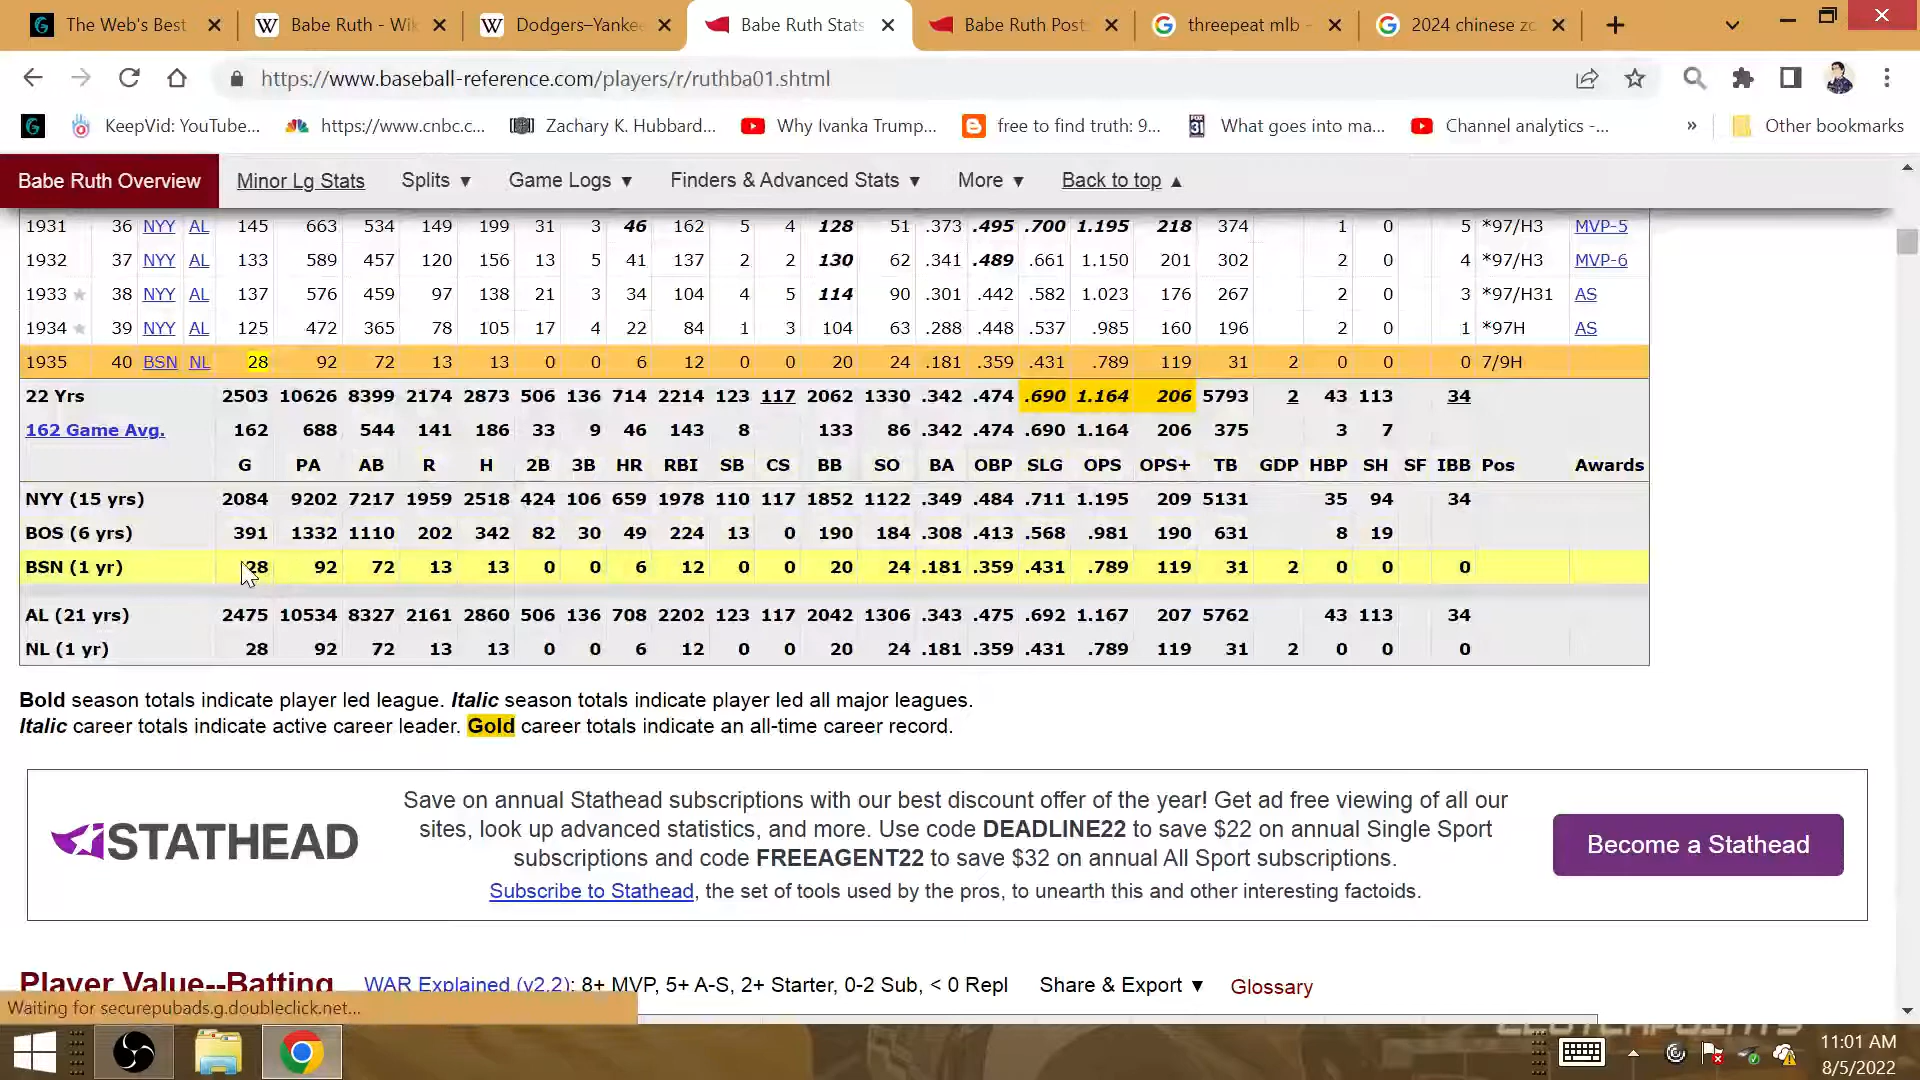 The Web's Best
Babe Ruth - Wik
Dodgers–Yankee
Babe Ruth Stats
Babe Ruth Posts
threepeat mlb -
2024 chinese zo
https://www.baseball-reference.com/players/r/ruthba01.shtml
KeepVid: YouTube... https://www.cnbc.c... Zachary K. Hubbard... Why Ivanka Trump,... free to find truth: 9... What goes into ma... Channel analytics -... » Other bookmarks
Babe Ruth Overview Minor Lg Stats Splits ▼ Game Logs ▼ Finders & Advanced Stats ▼ More ▼ Back to top ▲
1931 36 NYY AL 145 663 534 149 199 31 3 46 162 5 4 128 51 .373 .495 .700 1.195 218 374 1 0 5 *97/H3 MVP-5
1932 37 NYY AL 133 589 457 120 156 13 5 41 137 2 2 130 62 .341 .489 .661 1.150 201 302 2 0 4 *97/H3 MVP-6
1933 ★ 38 NYY AL 137 576 459 97 138 21 3 34 104 4 5 114 90 .301 .442 .582 1.023 176 267 2 0 3 *97/H31 AS
1934 ★ 39 NYY AL 125 472 365 78 105 17 4 22 84 1 3 104 63 .288 .448 .537 .985 160 196 2 0 1 *97H AS
1935 40 BSN NL 28 92 72 13 13 0 0 6 12 0 0 20 24 .181 .359 .431 .789 119 31 2 0 0 0 7/9H
22 Yrs 2503 10626 8399 2174 2873 506 136 714 2214 123 117 2062 1330 .342 .474 .690 1.164 206 5793 2 43 113 34
162 Game Avg. 162 688 544 141 186 33 9 46 143 8 133 86 .342 .474 .690 1.164 206 375 3 7
G PA AB R H 2B 3B HR RBI SB CS BB SO BA OBP SLG OPS OPS+ TB GDP HBP SH SF IBB Pos Awards
NYY (15 yrs) 2084 9202 7217 1959 2518 424 106 659 1978 110 117 1852 1122 .349 .484 .711 1.195 209 5131 35 94 34
BOS (6 yrs) 391 1332 1110 202 342 82 30 49 224 13 0 190 184 .308 .413 .568 .981 190 631 8 19
BSN (1 yr) 28 92 72 13 13 0 0 6 12 0 0 20 24 .181 .359 .431 .789 119 31 2 0 0 0
AL (21 yrs) 2475 10534 8327 2161 2860 506 136 708 2202 123 117 2042 1306 .343 .475 .692 1.167 207 5762 43 113 34
NL (1 yr) 28 92 72 13 13 0 0 6 12 0 0 20 24 .181 .359 .431 .789 119 31 2 0 0 0
Bold season totals indicate player led league. Italic season totals indicate player led all major leagues.
Italic career totals indicate active career leader. Gold career totals indicate an all-time career record.
STATHEAD
Save on annual Stathead subscriptions with our best discount offer of the year! Get ad free viewing of all our
sites, look up advanced statistics, and more. Use code DEADLINE22 to save $22 on annual Single Sport
subscriptions and code FREEAGENT22 to save $32 on annual All Sport subscriptions.
Subscribe to Stathead, the set of tools used by the pros, to unearth this and other interesting factoids.
Become a Stathead
Player Value--Batting WAR Explained (v2.2): 8+ MVP, 5+ A-S, 2+ Starter, 0-2 Sub, < 0 Repl Share & Export ▼ Glossary
Waiting for securepubads.g.doubleclick.net...
11:01 AM
8/5/2022